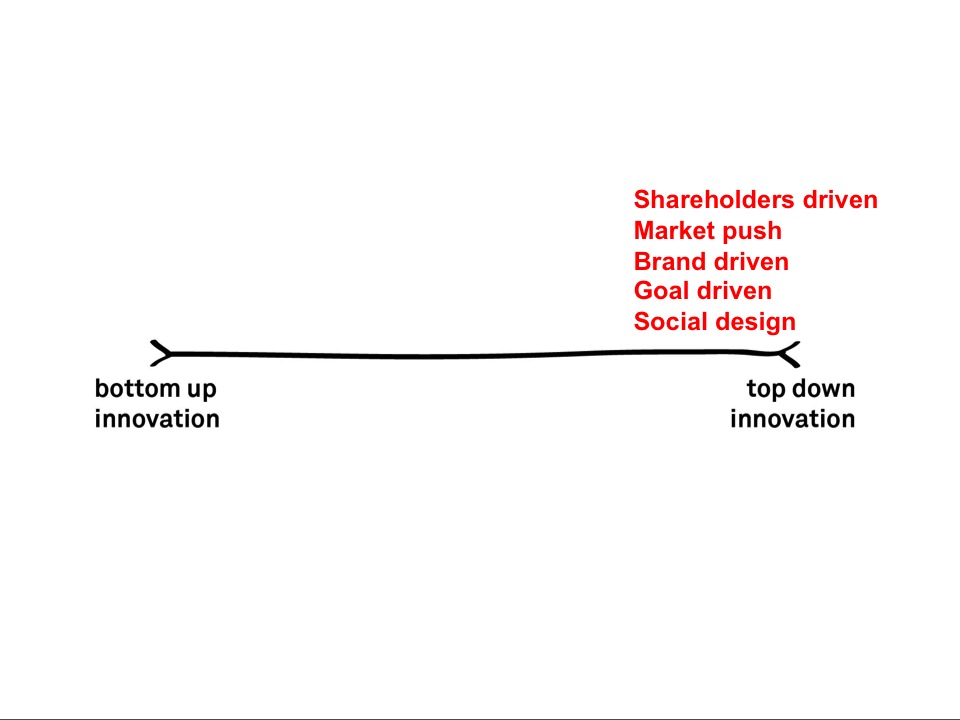 Shareholders driven
Market push
Brand driven
Goal driven
Social design
bottom up
innovation
top down
innovation